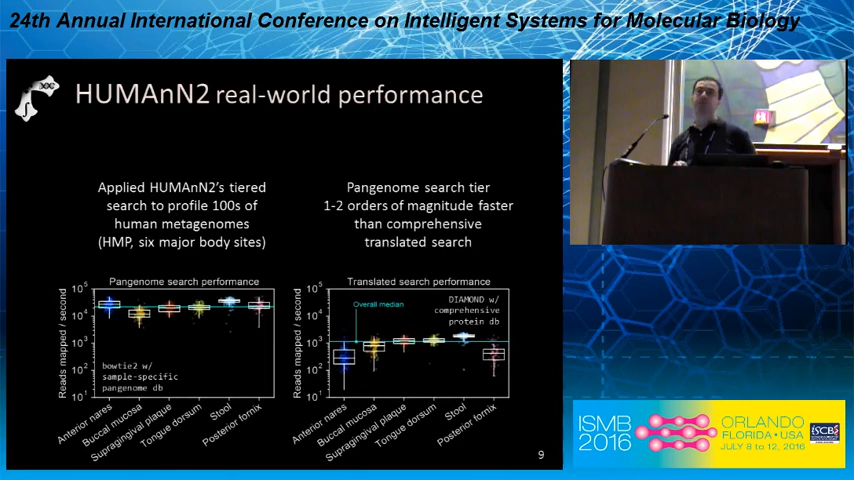 24th Annual International Conference on Intelligent Systems for Molecular Biology
HUMAnN2 real-world performance
Applied HUMAnN2's tiered
search to profile 100s of
human metagenomes
(HMP, six major body sites)
Pangenome search tier
1-2 orders of magnitude faster
than comprehensive
translated search
Pangenome search performance
Reads mapped / second
10^5
10^4
10^3
10^2
10^1
bowtie2 w/
sample-specific
pangenome db
Anterior nares
Buccal mucosa
Supragingival plaque
Tongue dorsum
Stool
Posterior fornix
Translated search performance
Reads mapped / second
10^5
10^4
10^3
10^2
10^1
Overall median
DIAMOND w/
comprehensive
protein db
Anterior nares
Buccal mucosa
Supragingival plaque
Tongue dorsum
Stool
Posterior fornix
9
ISMB
2016
ORLANDO
FLORIDA • USA
JULY 8 to 12, 2016
ISCB